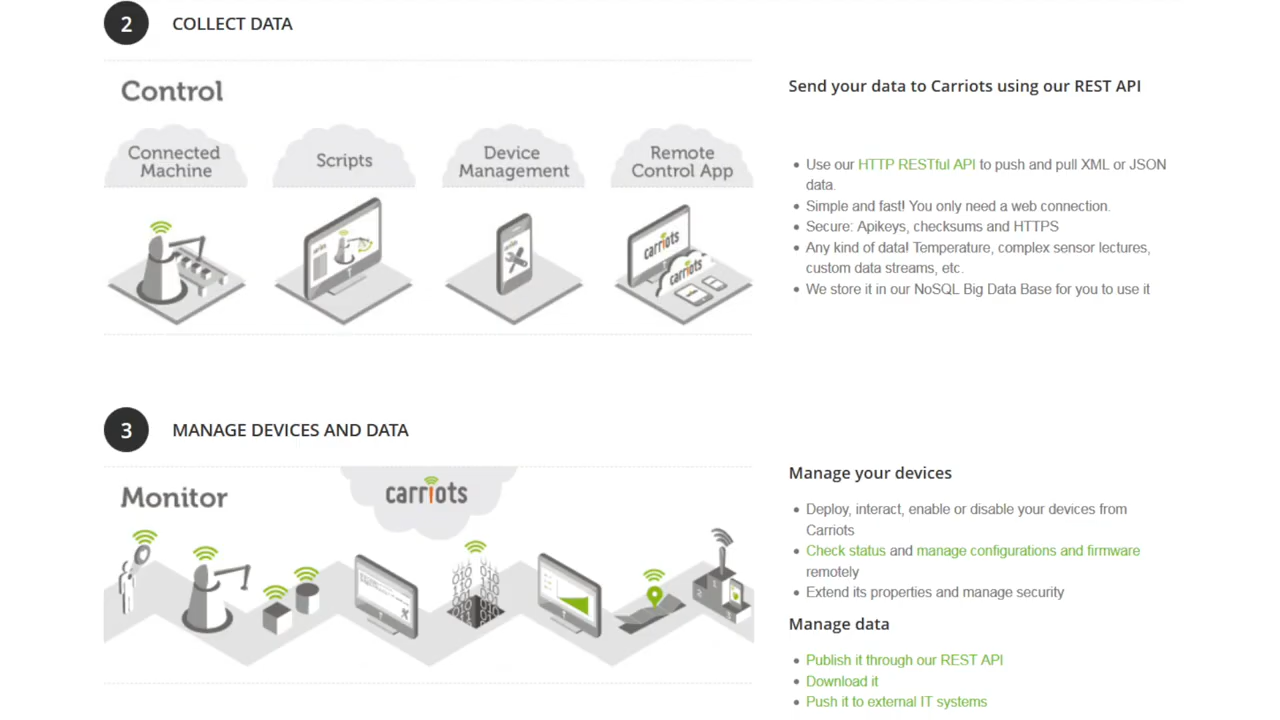 2
COLLECT DATA
Control
Connected
Machine
Scripts
Device
Management
Remote
Control App
carriots
carriots
Send your data to Carriots using our REST API
• Use our HTTP RESTful API to push and pull XML or JSON
data.
• Simple and fast! You only need a web connection.
• Secure: Apikeys, checksums and HTTPS
• Any kind of data! Temperature, complex sensor lectures,
custom data streams, etc.
• We store it in our NoSQL Big Data Base for you to use it
3
MANAGE DEVICES AND DATA
Monitor
carriots
Manage your devices
• Deploy, interact, enable or disable your devices from
Carriots
• Check status and manage configurations and firmware
remotely
• Extend its properties and manage security
Manage data
• Publish it through our REST API
• Download it
• Push it to external IT systems